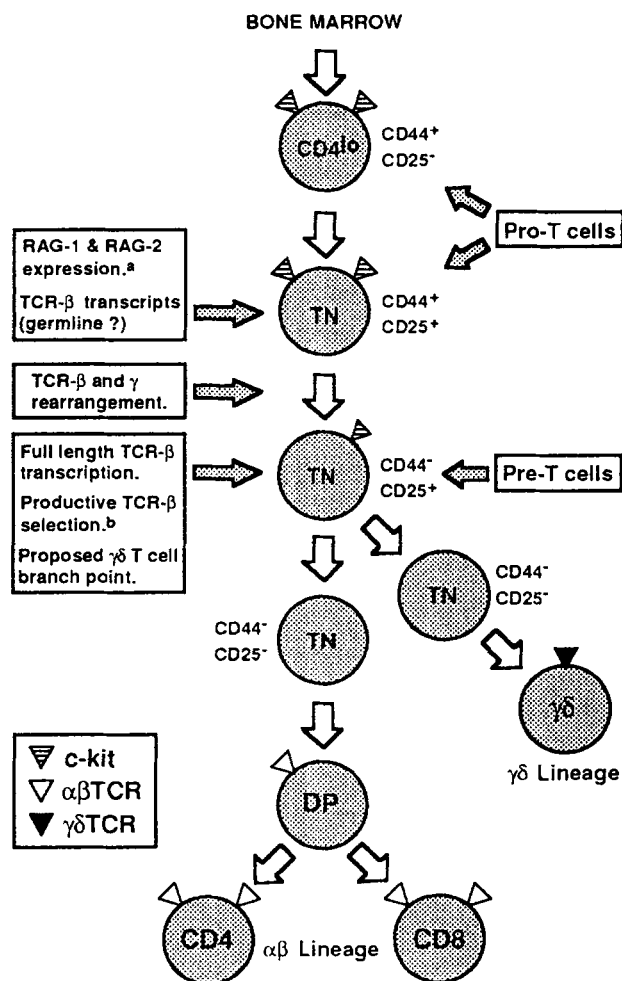 BONE MARROW
CD4lo
CD44+
CD25-
Pro-T cells
RAG-1 & RAG-2
expression.a
TCR-β transcripts
(germline ?)
TN
CD44+
CD25+
TCR-β and γ
rearrangement.
Full length TCR-β
transcription.
Productive TCR-β
selection.b
Proposed γδ T cell
branch point.
TN
CD44-
CD25+
Pre-T cells
TN
CD44-
CD25-
CD44-
CD25-
TN
γδ
γδ Lineage
c-kit
αβTCR
γδTCR
DP
CD4
αβ Lineage
CD8